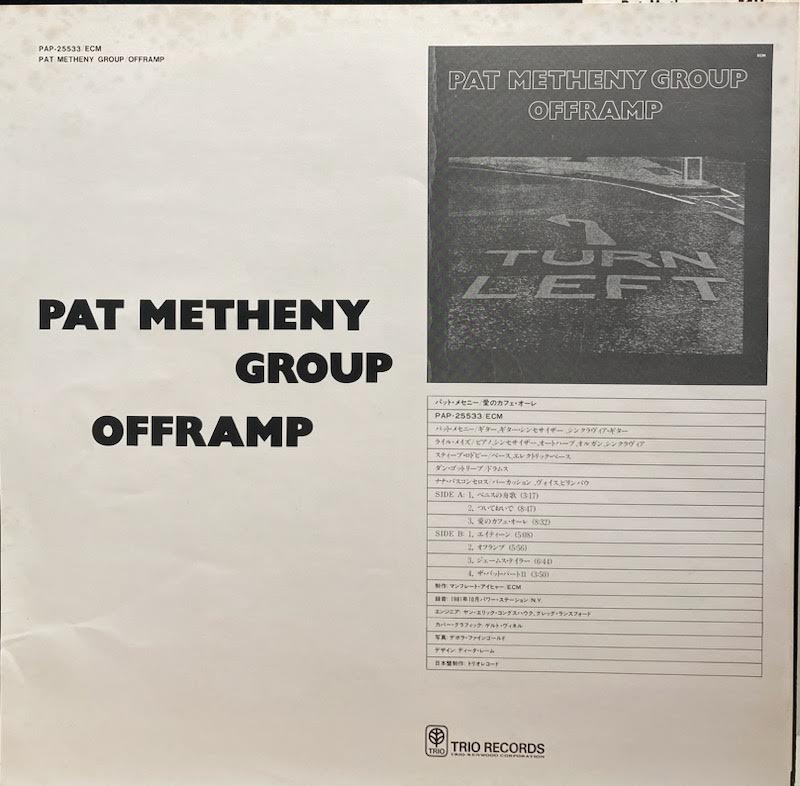 PAP-25533/ECM
PAT METHENY GROUP/OFFRAMP
PAT METHENY
GROUP
OFFRAMP
ECM
PAT METHENY GROUP
OFFRAMP
TURN
LEFT
パット・メセニー/愛のカフェ・オーレ
PAP-25533/ECM
パット・メセニー/ギター、ギター・シンセサイザー、シンクラヴィア・ギター
ライル・メイズ/ピアノ、シンセサイザー、オートハープ、オルガン、シンクラヴィア
スティーブ・ロドビー/ベース、エレクトリック・ベース
ダン・ゴットリーブ/ドラムス
ナナ・バスコンセロス/パーカッション、ヴォイス、ビリンバウ
SIDE A: 1. ベニスの舟歌 (3:17)
2. ついておいで (8:47)
3. 愛のカフェ・オーレ (8:32)
SIDE B: 1. エイティーン (5:08)
2. オフランプ (5:56)
3. ジェームス・テイラー (6:44)
4. ザ・バット・パートII (3:50)
制作: マンフレート・アイヒャー/ECM
録音: 1981年10月パワー・ステーション/N.Y.
エンジニア: ヤン・エリック・コングスハウク、グレッグ・ランスフォード
カバー・グラフィック: ゲルト・ヴィネル
写真: デボラ・ファインゴールド
デザイン: ディーター・レーム
日本盤制作: トリオレコード
TRIO
TRIO RECORDS
TRIO-KENWOOD CORPORATION